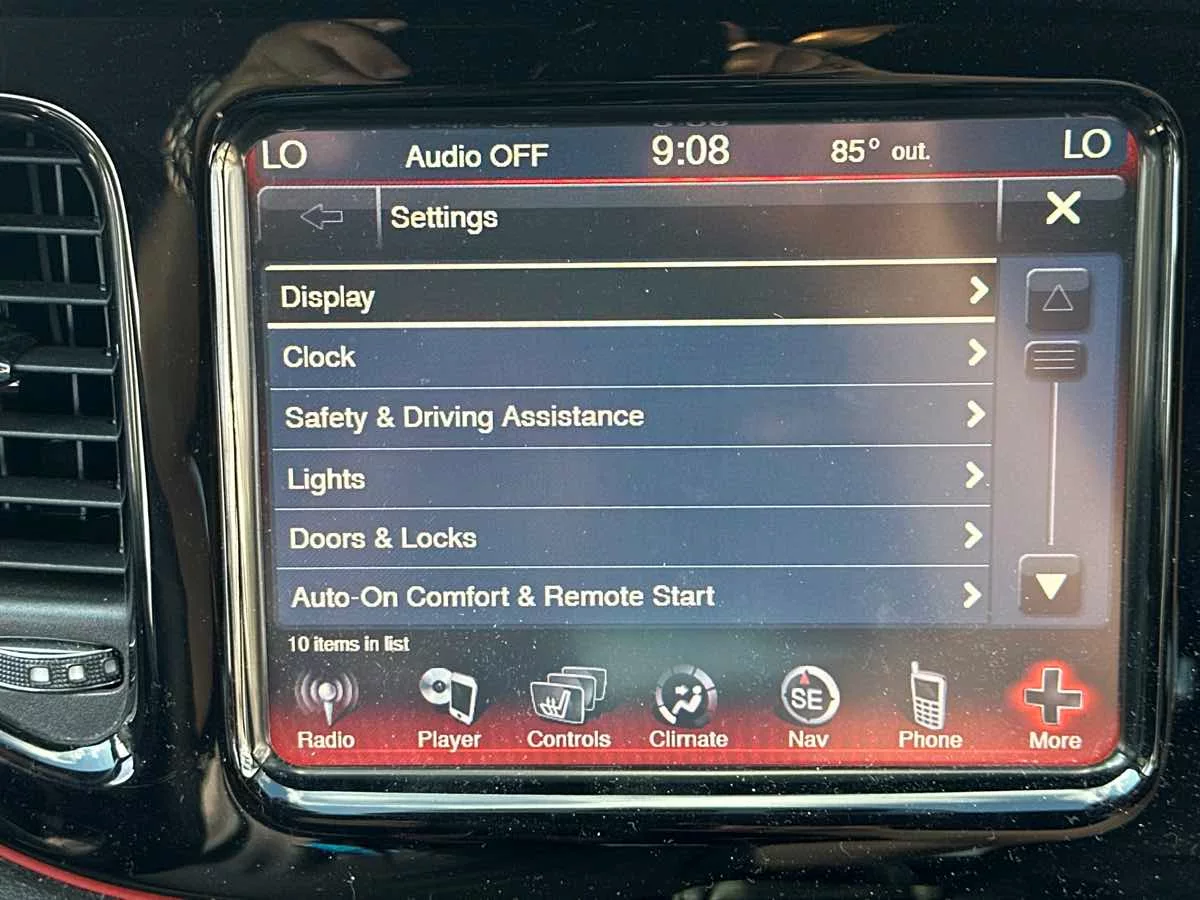 LO Audio OFF 9:08 85° out. LO
Settings
Display
Clock
Safety & Driving Assistance
Lights
Doors & Locks
Auto-On Comfort & Remote Start
10 items in list
SE
Radio Player Controls Climate Nav Phone More